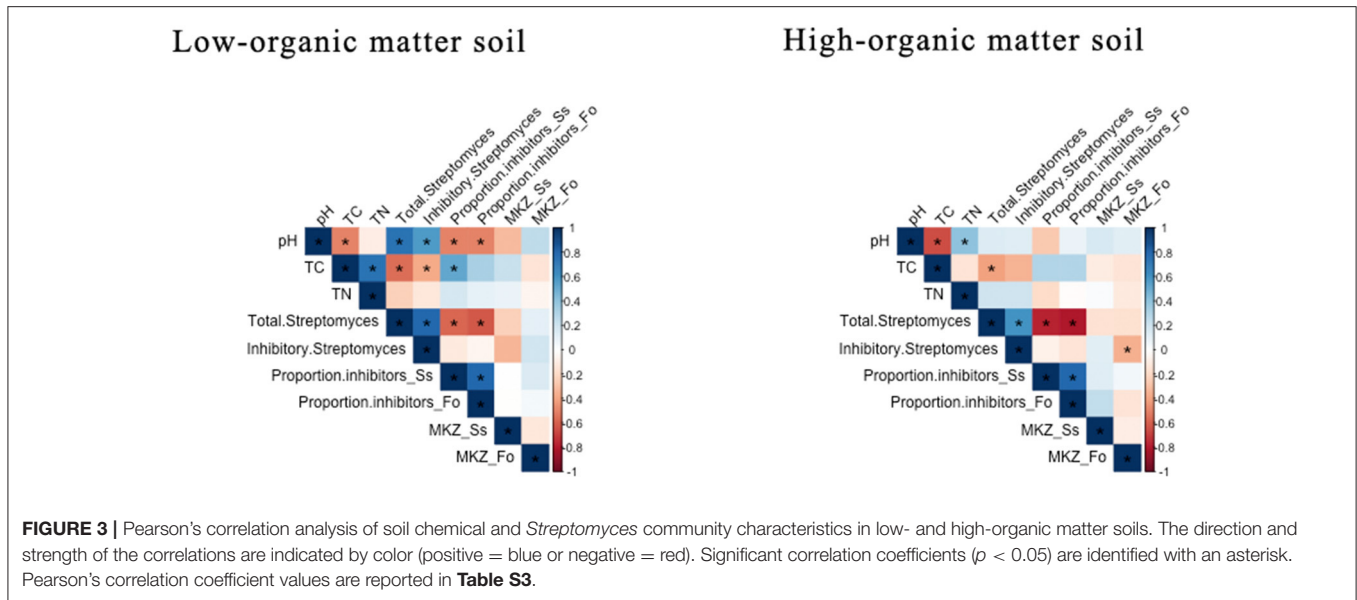 Low-organic matter soil
High-organic matter soil
pH
TC
TN
Total.Streptomyces
Inhibitory.Streptomyces
Proportion.inhibitors_Ss
Proportion.inhibitors_Fo
MKZ_Ss
MKZ_Fo
pH * * * * * *
TC * * * * *
TN *
Total.Streptomyces * * * *
Inhibitory.Streptomyces *
Proportion.inhibitors_Ss * *
Proportion.inhibitors_Fo *
MKZ_Ss *
MKZ_Fo *
1
0.8
0.6
0.4
0.2
0
-0.2
-0.4
-0.6
-0.8
-1
pH
TC
TN
Total.Streptomyces
Inhibitory.Streptomyces
Proportion.inhibitors_Ss
Proportion.inhibitors_Fo
MKZ_Ss
MKZ_Fo
pH * * *
TC * *
TN *
Total.Streptomyces * * * *
Inhibitory.Streptomyces * *
Proportion.inhibitors_Ss * *
Proportion.inhibitors_Fo *
MKZ_Ss *
MKZ_Fo *
1
0.8
0.6
0.4
0.2
0
-0.2
-0.4
-0.6
-0.8
-1
FIGURE 3 | Pearson's correlation analysis of soil chemical and Streptomyces community characteristics in low- and high-organic matter soils. The direction and
strength of the correlations are indicated by color (positive = blue or negative = red). Significant correlation coefficients (p < 0.05) are identified with an asterisk.
Pearson's correlation coefficient values are reported in Table S3.